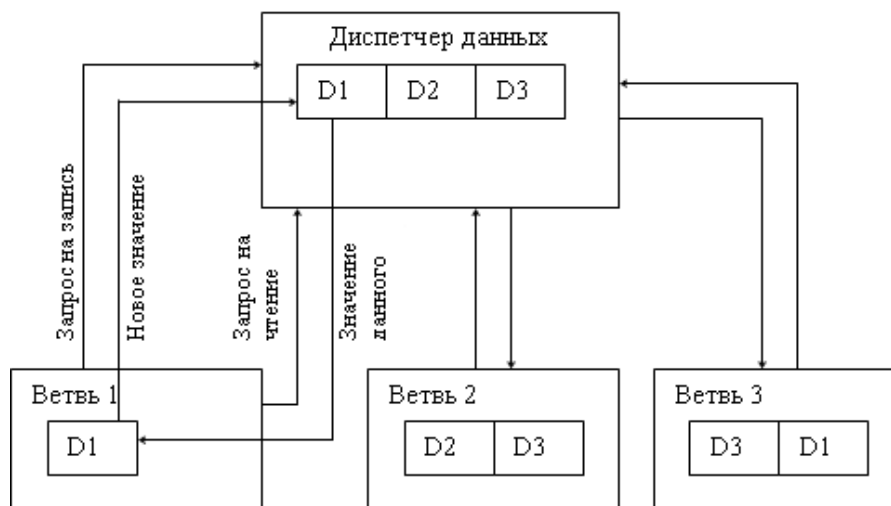 Диспетчер данных
D1 D2 D3
Запрос на запись
Новое значение
Запрос на
чтение
Значение
данного
Ветвь 1
D1
Ветвь 2
D2 D3
Ветвь 3
D3 D1